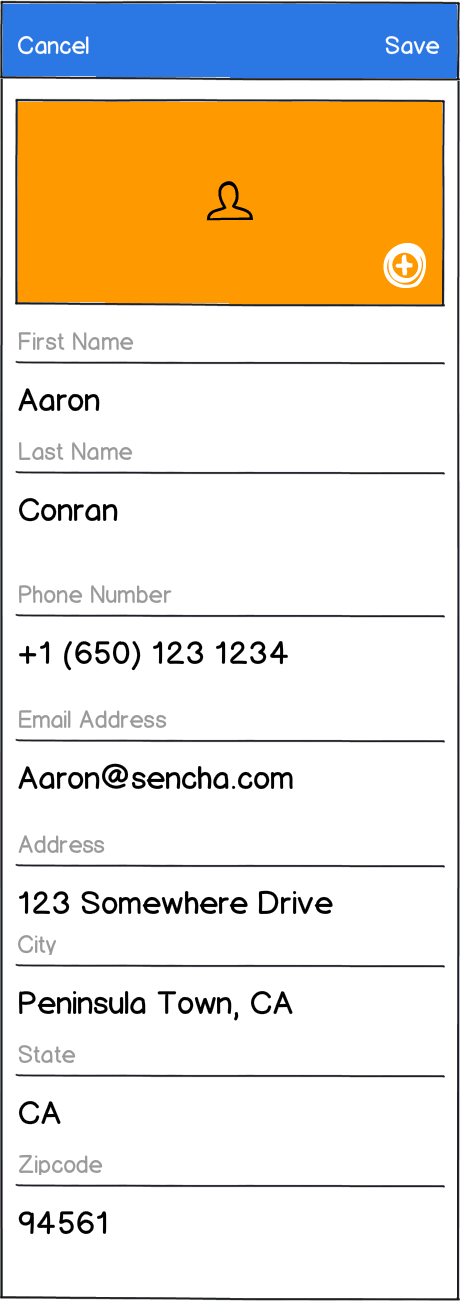 Cancel Save
First Name
Aaron
Last Name
Conran
Phone Number
+1 (650) 123 1234
Email Address
Aaron@sencha.com
Address
123 Somewhere Drive
City
Peninsula Town, CA
State
CA
Zipcode
94561